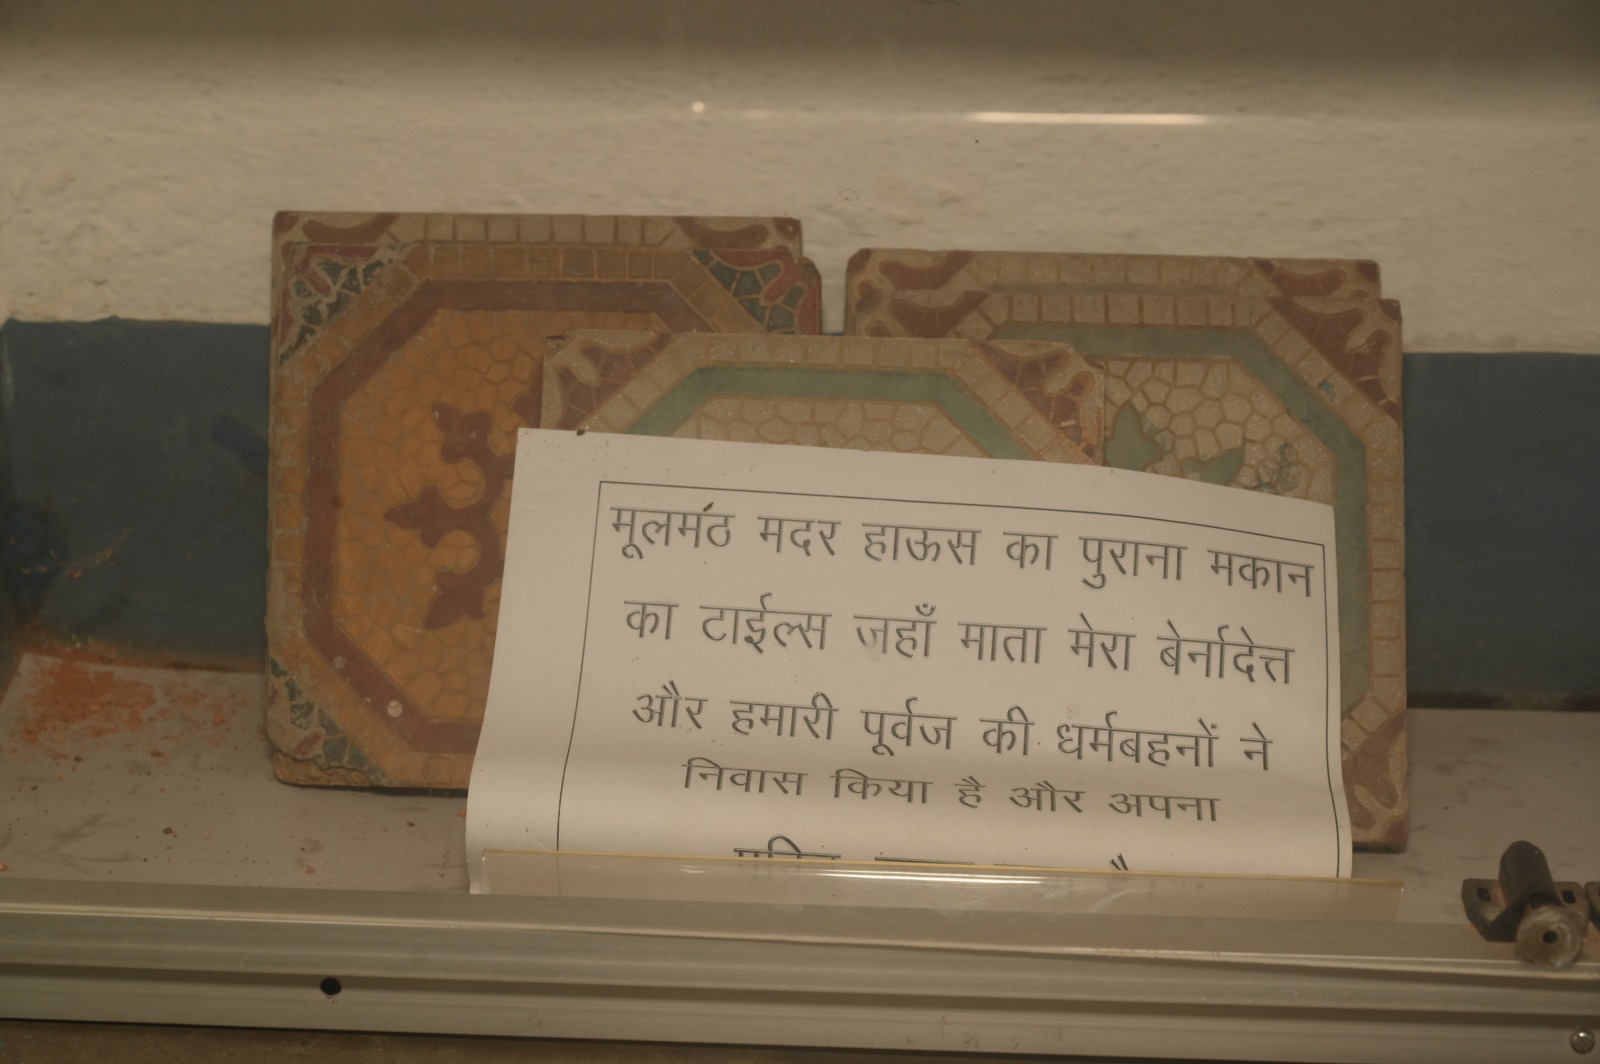 मूलमंठ मदर हाऊस का पुराना मकान
का टाईल्स जहाँ माता मेरा बेर्नादेत्त
और हमारी पूर्वज की धर्मबहनों ने
निवास किया है और अपना